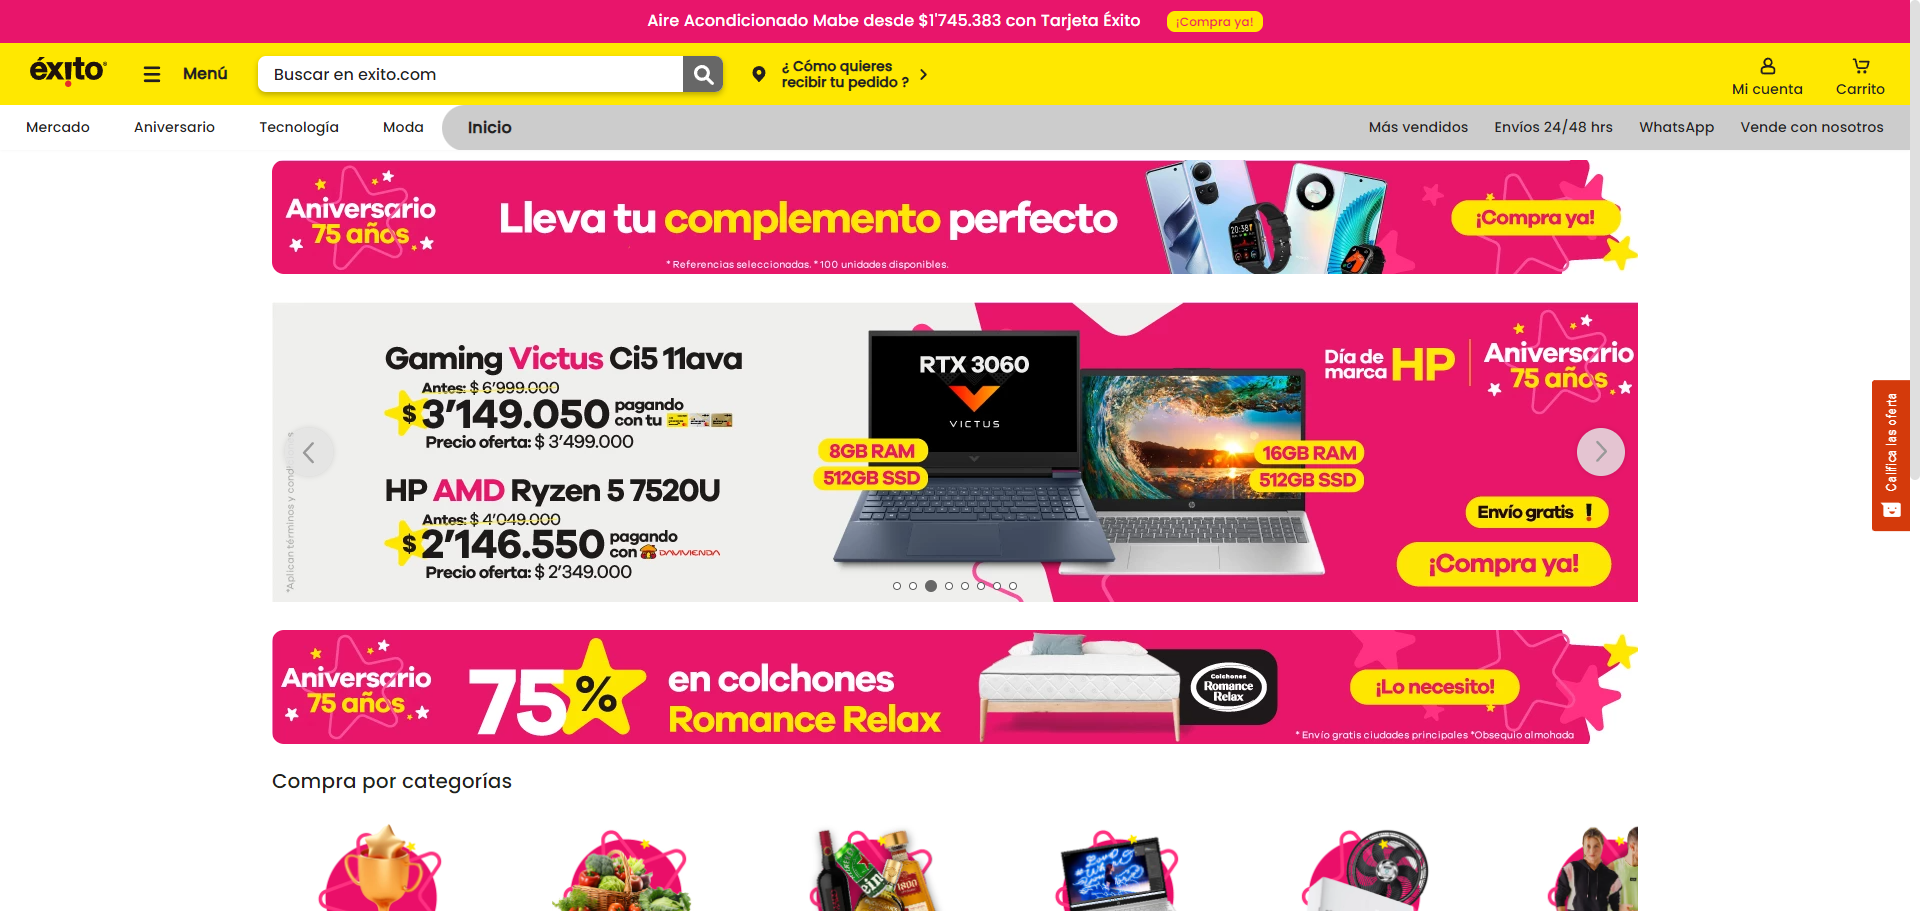 Aire Acondicionado Mabe desde $1'745.383 con Tarjeta Éxito ¡Compra ya!
éxito
Menú
Buscar en exito.com
¿ Cómo quieres
recibir tu pedido ?
Mi cuenta
Carrito
Mercado
Aniversario
Tecnología
Moda
Inicio
Más vendidos
Envíos 24/48 hrs
WhatsApp
Vende con nosotros
Aniversario
75 años
Lleva tu complemento perfecto
* Referencias seleccionadas. * 100 unidades disponibles.
20:38
¡Compra ya!
Gaming Victus Ci5 11ava
Antes: $ 6'999.000
$ 3'149.050 pagando
con tu
Precio oferta: $ 3'499.000
HP AMD Ryzen 5 7520U
Antes: $ 4'049.000
$ 2'146.550 pagando
con DAVIVIENDA
Precio oferta: $ 2'349.000
*Aplican términos y condiciones
RTX 3060
VICTUS
8GB RAM
512GB SSD
16GB RAM
512GB SSD
Día de
marca HP
Aniversario
75 años
Envío gratis !
¡Compra ya!
Califica las oferta
Aniversario
75 años
75%
en colchones
Romance Relax
Colchones
Romance
Relax
¡Lo necesito!
* Envío gratis ciudades principales *Obsequio almohada
Compra por categorías
1800